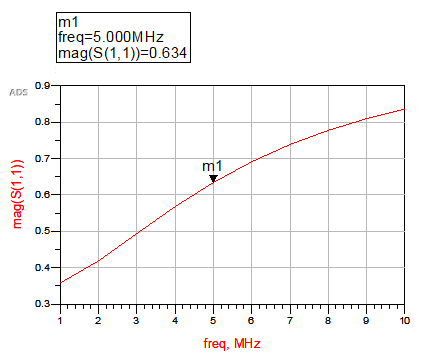 m1
freq=5.000MHz
mag(S(1,1))=0.634
ADS
mag(S(1,1))
0.9
0.8
0.7
0.6
0.5
0.4
0.3
m1
1 2 3 4 5 6 7 8 9 10
freq, MHz